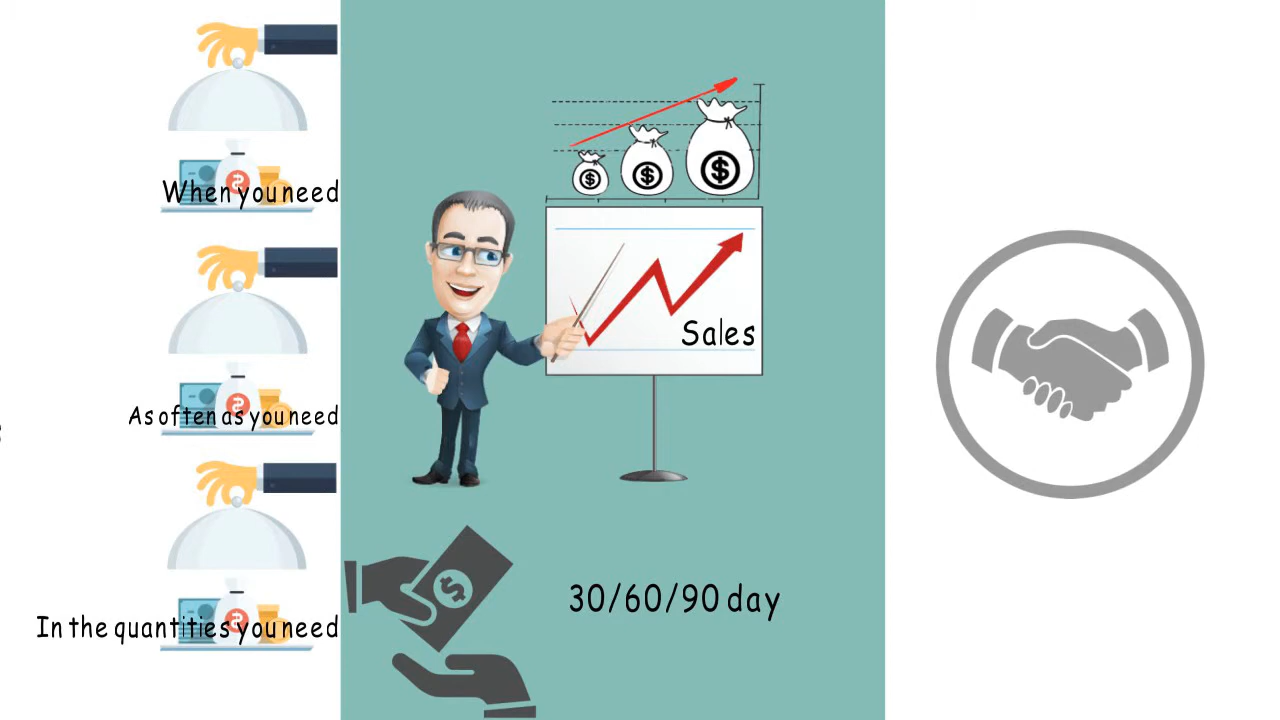 When you need
As often as you need
In the quantities you need
Sales
30/60/90 day